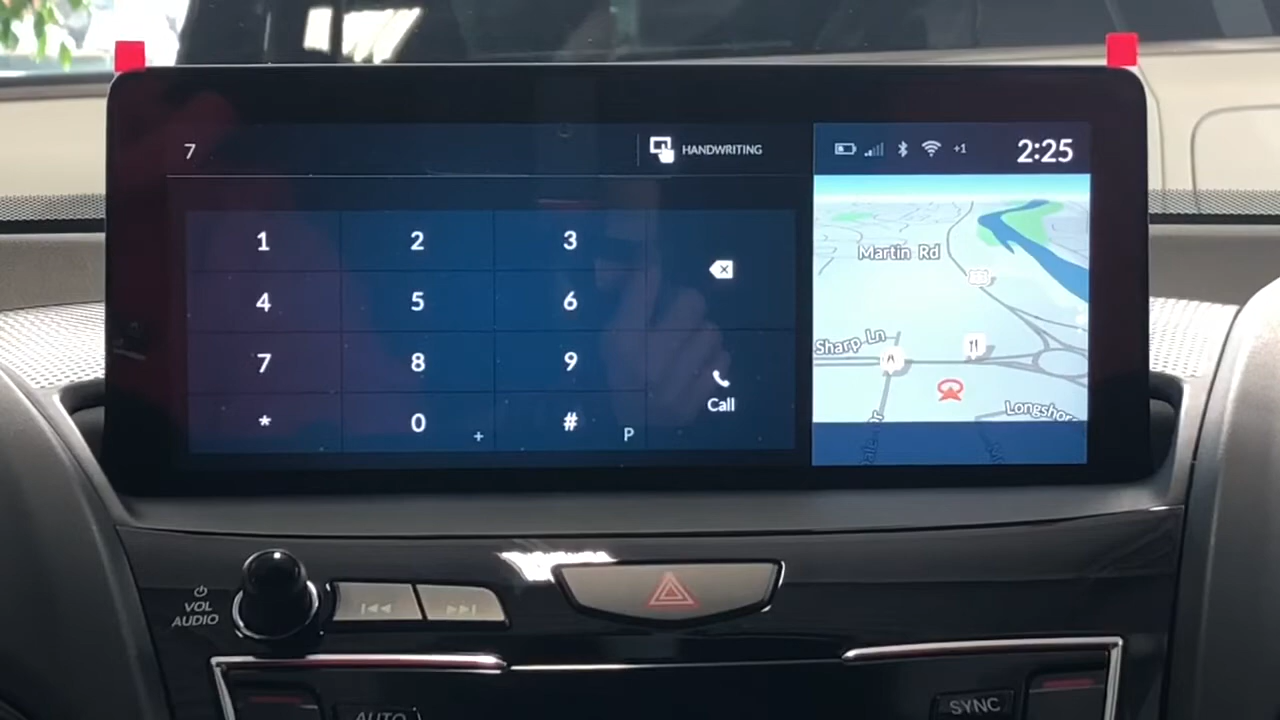 7
HANDWRITING
+1
2:25
1 2 3
4 5 6
7 8 9
* 0 + # P
Call
Martin Rd
Sharp Ln
Longshor
VOL
AUDIO
AUTO
SYNC